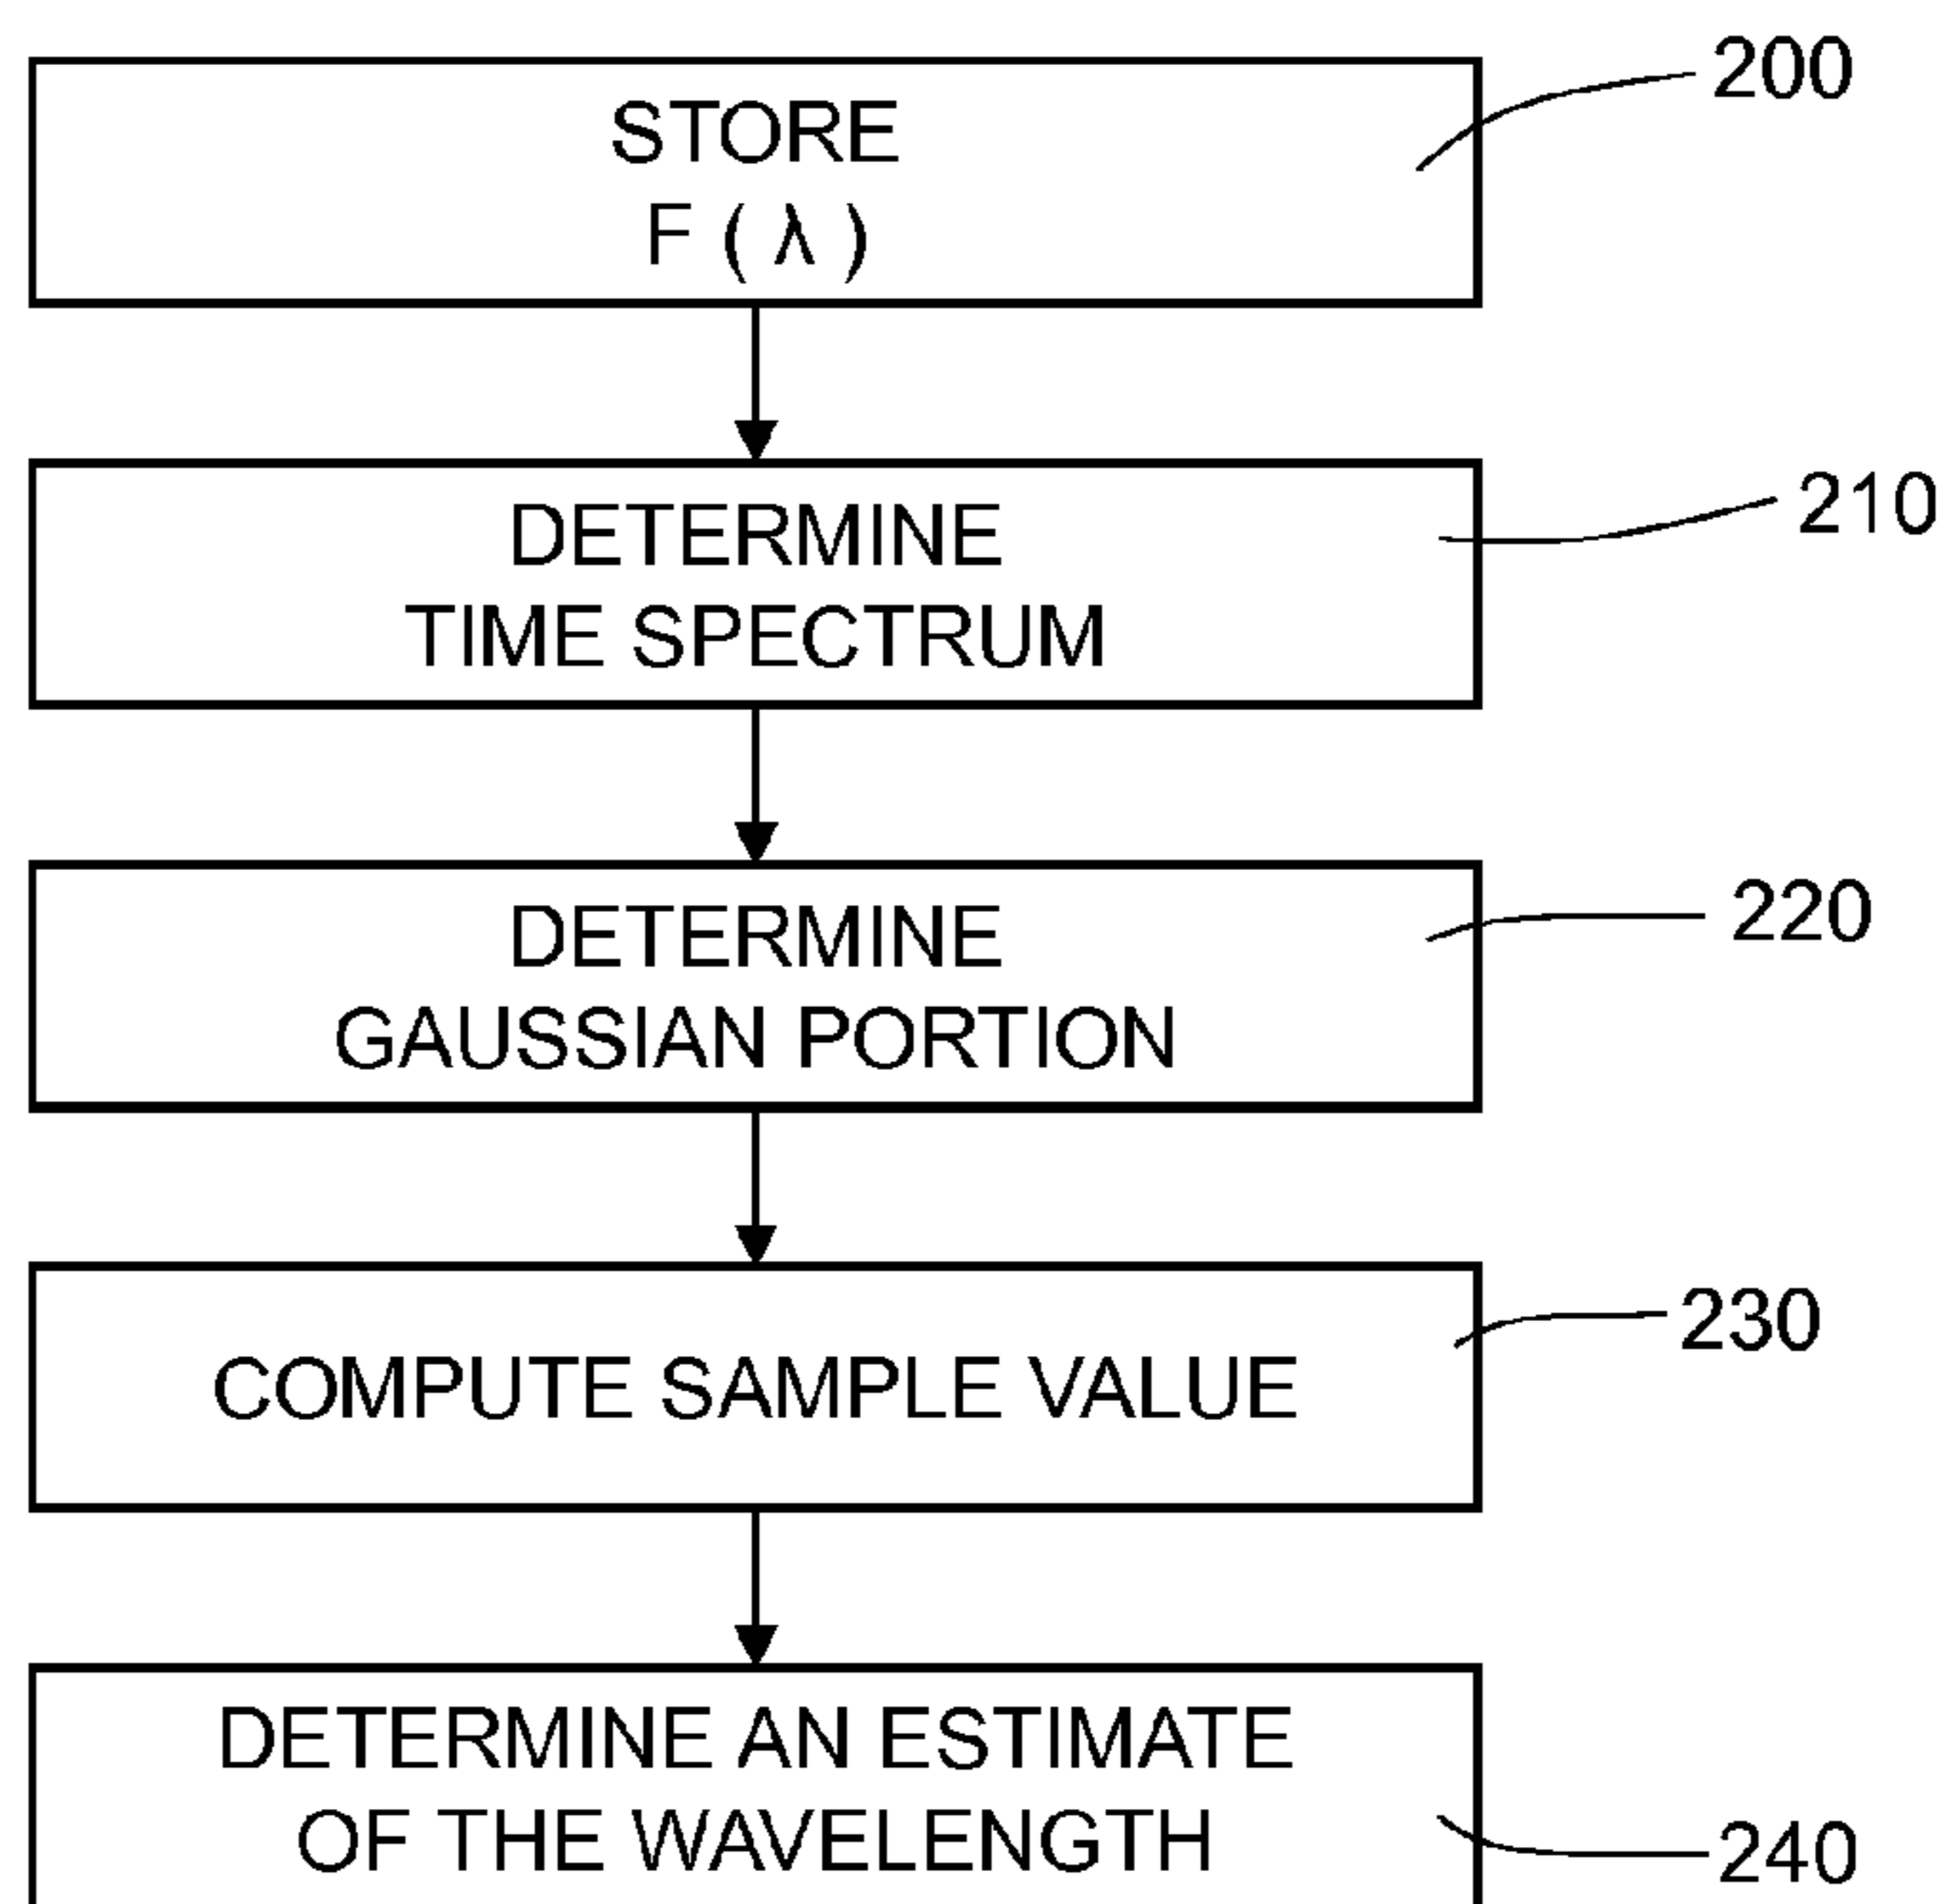 STORE
F ( λ )
200
DETERMINE
TIME SPECTRUM
210
DETERMINE
GAUSSIAN PORTION
220
COMPUTE SAMPLE VALUE
230
DETERMINE AN ESTIMATE
OF THE WAVELENGTH
240